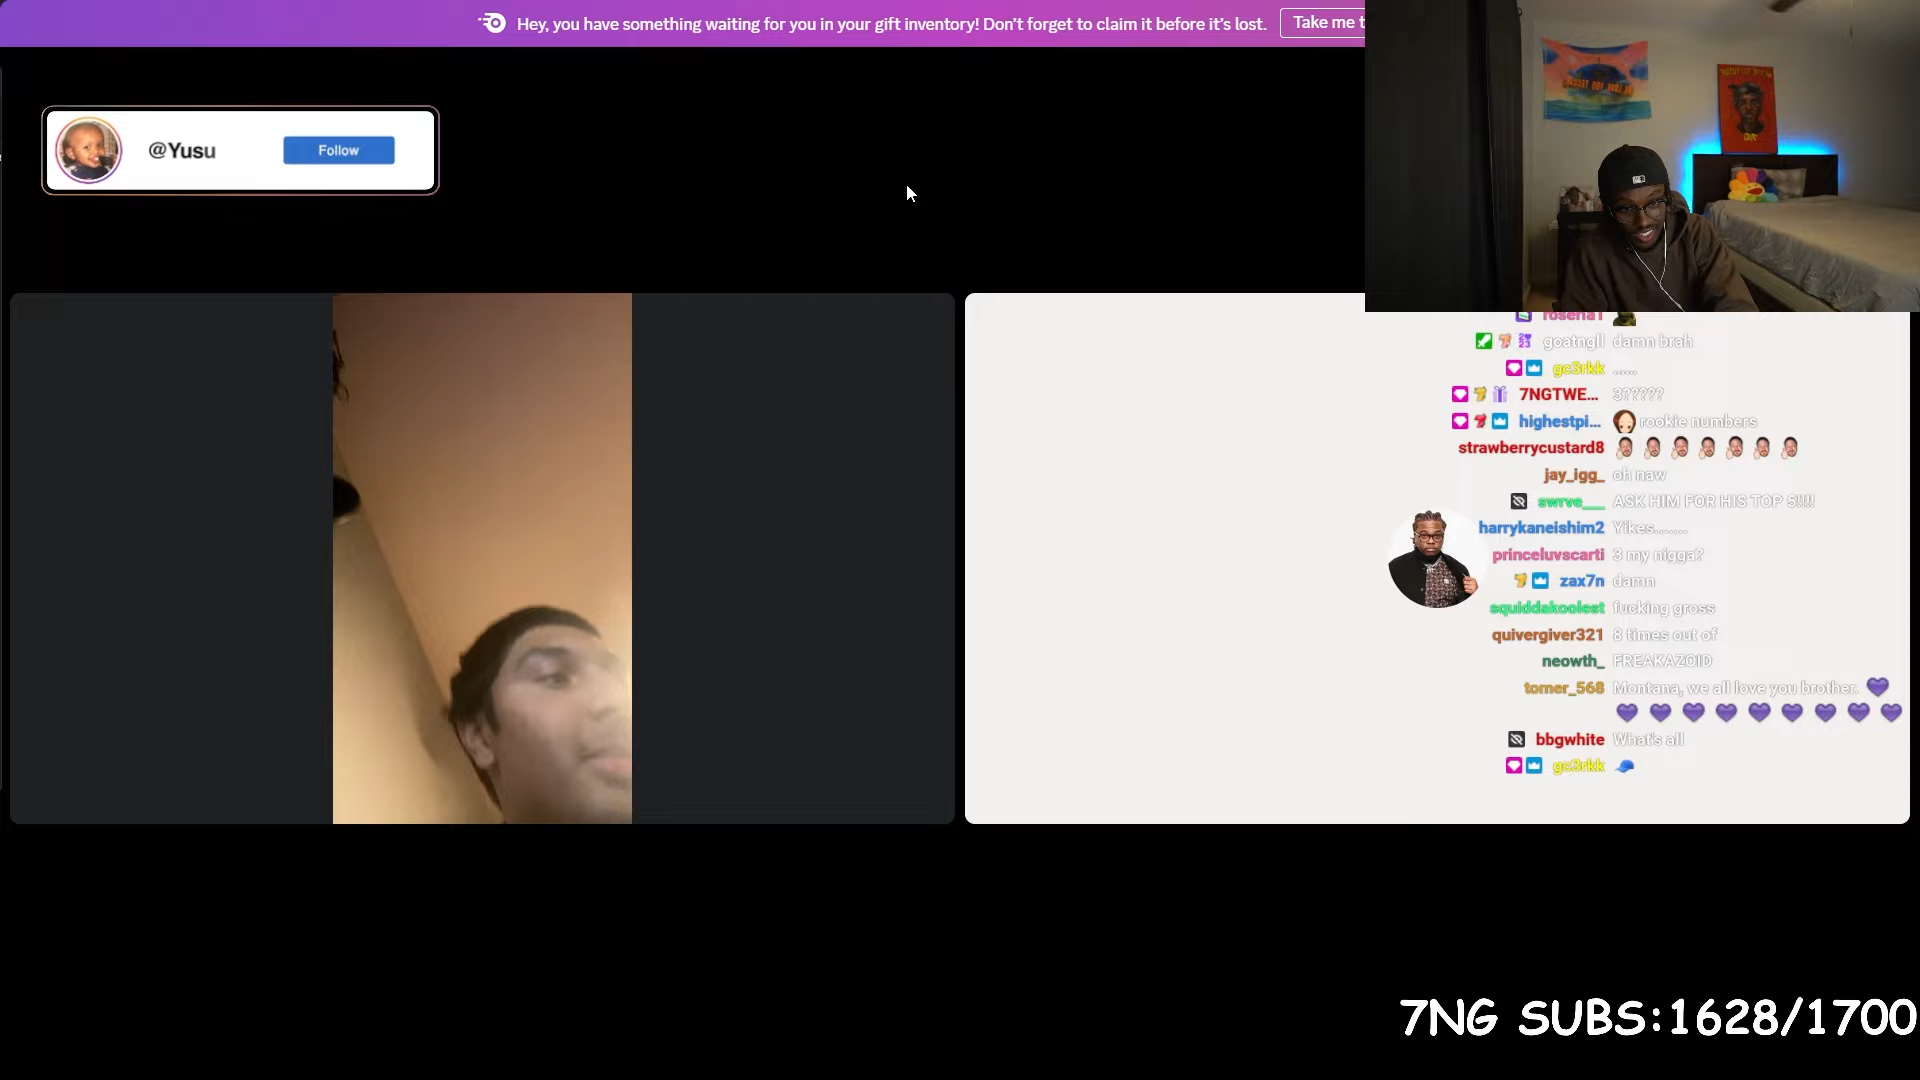 Hey, you have something waiting for you in your gift inventory! Don't forget to claim it before it's lost.
Take me t
@Yusu
Follow
roseria1
goatngll damn brah
gc3rkk ......
7NGTWE... 3??????
highestpi... rookie numbers
strawberrycustard8
jay_igg_ oh naw
swrve___ ASK HIM FOR HIS TOP 5!!!!
harrykaneishim2 Yikes........
princeluvscarti 3 my nigga?
zax7n damn
squiddakoolest fucking gross
quivergiver321 8 times out of
neowth_ FREAKAZOID
tomer_568 Montana, we all love you brother. 💜
💜 💜 💜 💜 💜 💜 💜 💜 💜
bbgwhite What's all
gc3rkk 🧢
7NG SUBS:1628/1700